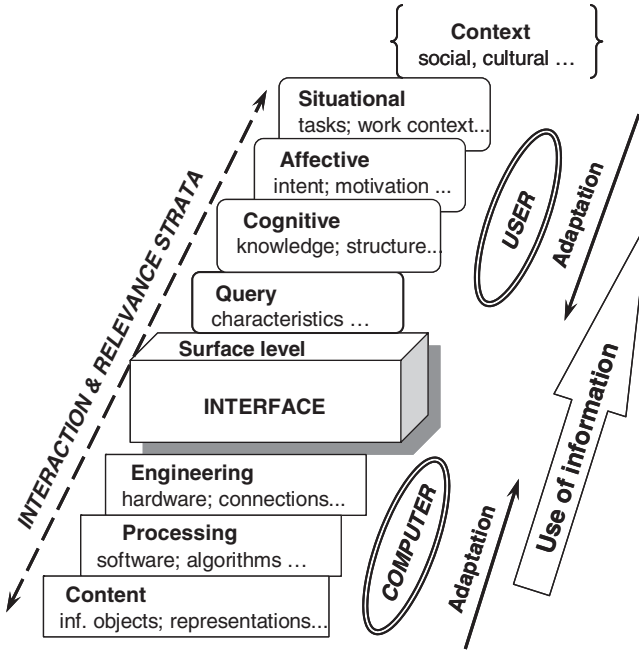 Context
social, cultural …
Situational
tasks; work context...
Affective
intent; motivation ...
Cognitive
knowledge; structure...
Query
characteristics …
Surface level
INTERFACE
Engineering
hardware; connections...
Processing
software; algorithms …
Content
inf. objects; representations...
INTERACTION & RELEVANCE STRATA
USER
Adaptation
COMPUTER
Adaptation
Use of information